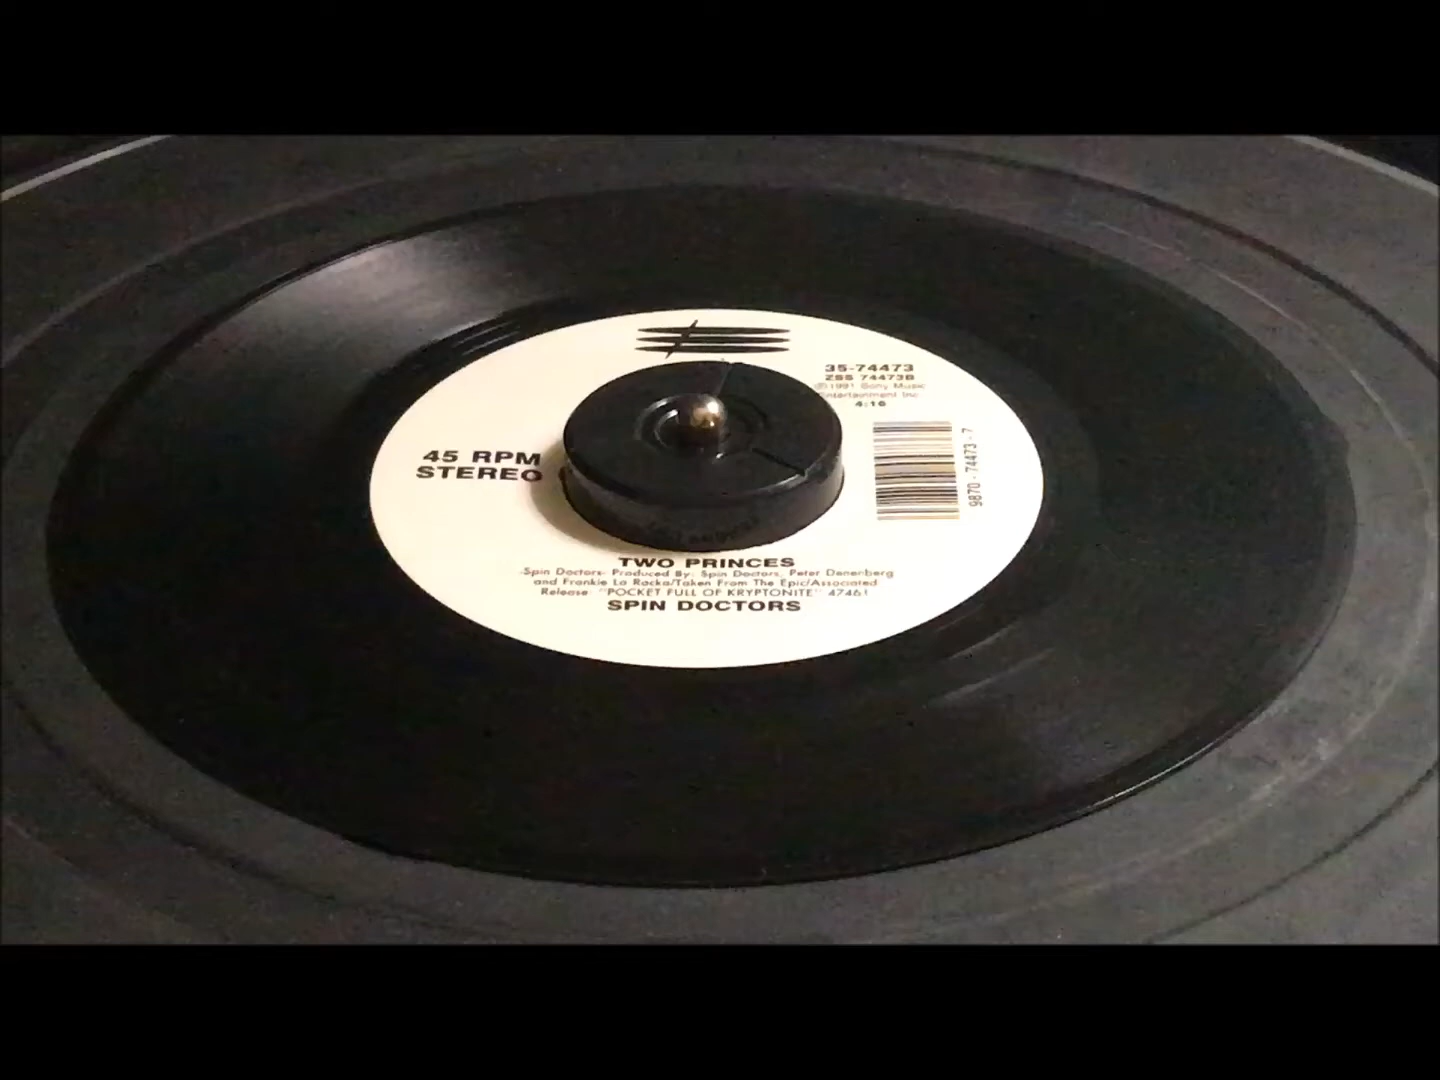 35-74473
ZSS 74473B
℗1991 Sony Music
Entertainment Inc.
4:16
45 RPM
STEREO
9870-74473-7
TWO PRINCES
-Spin Doctors- Produced By: Spin Doctors, Peter Denenberg
and Frankie La Rocka/Taken From The Epic/Associated
Release: "POCKET FULL OF KRYPTONITE" 47461
SPIN DOCTORS